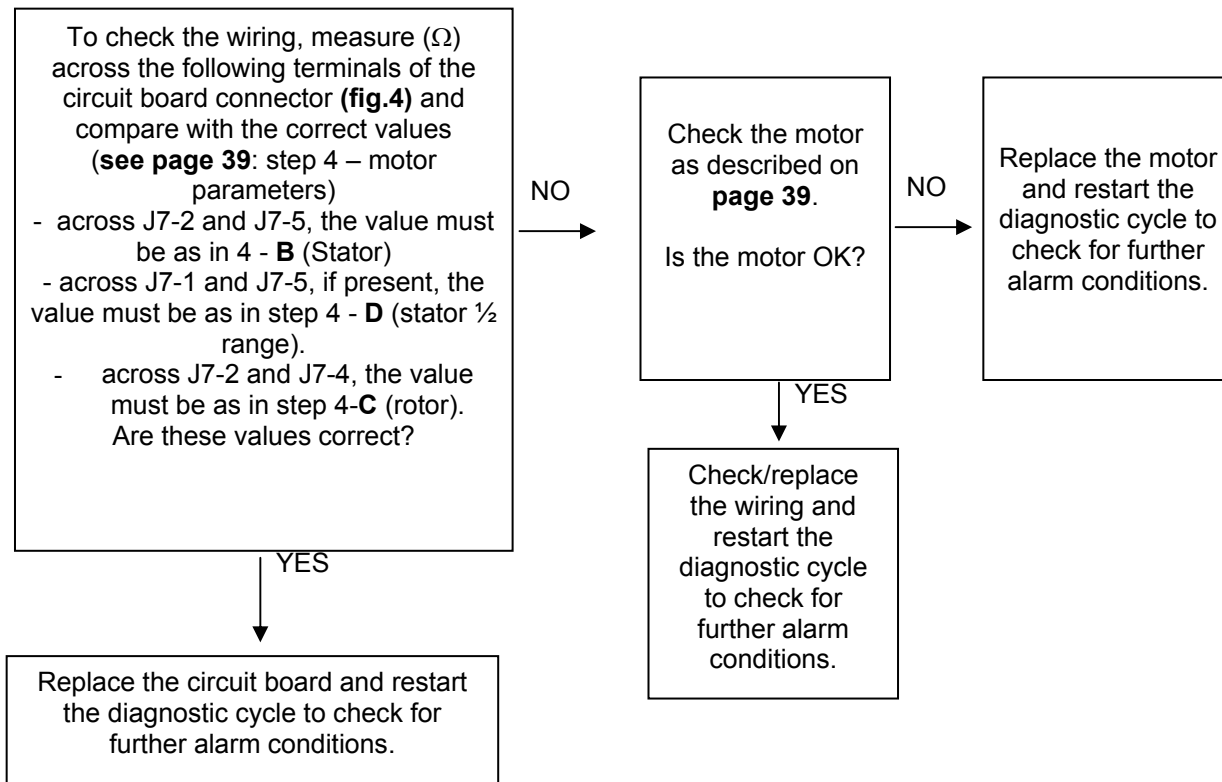 To check the wiring, measure (Ω)
across the following terminals of the
circuit board connector (fig.4) and
compare with the correct values
(see page 39: step 4 – motor
parameters)
- across J7-2 and J7-5, the value must
be as in 4 - B (Stator)
- across J7-1 and J7-5, if present, the
value must be as in step 4 - D (stator ½
range).
- across J7-2 and J7-4, the value
must be as in step 4-C (rotor).
Are these values correct?
NO
Check the motor
as described on
page 39.
Is the motor OK?
NO
Replace the motor
and restart the
diagnostic cycle to
check for further
alarm conditions.
YES
Check/replace
the wiring and
restart the
diagnostic cycle
to check for
further alarm
conditions.
YES
Replace the circuit board and restart
the diagnostic cycle to check for
further alarm conditions.